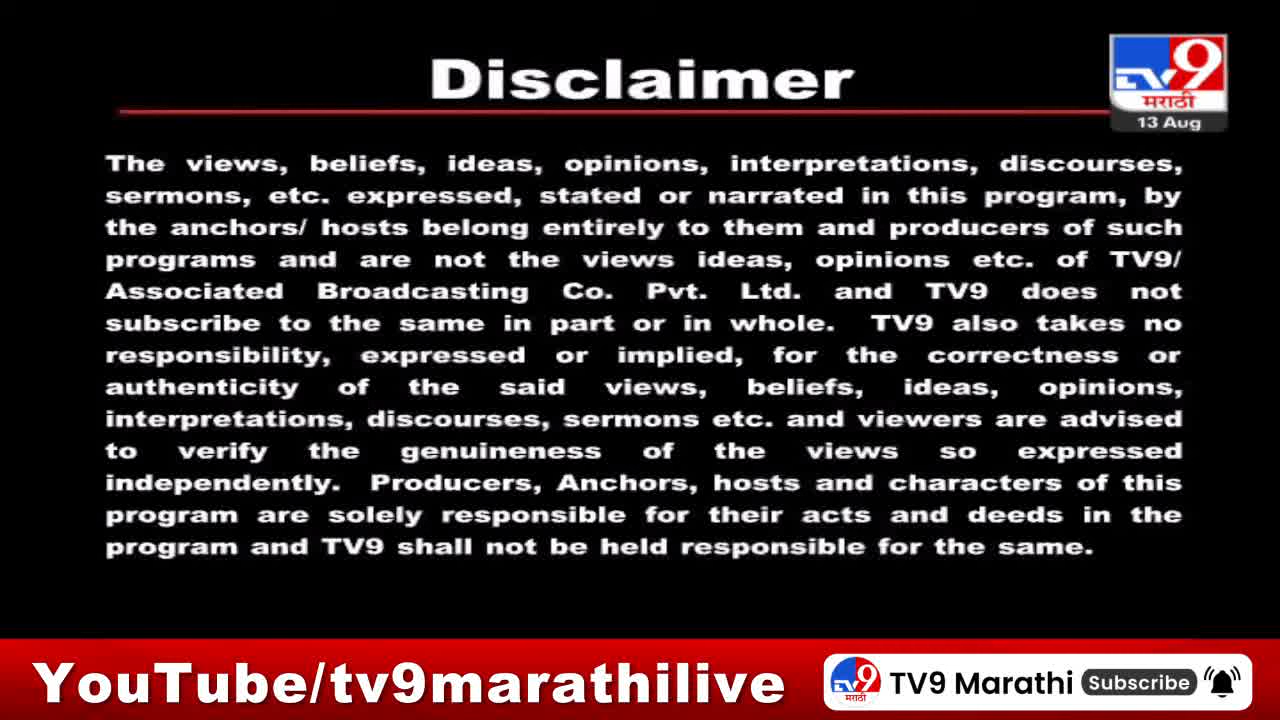 Disclaimer
TV9
मराठी
13 Aug
The views, beliefs, ideas, opinions, interpretations, discourses,
sermons, etc. expressed, stated or narrated in this program, by
the anchors/ hosts belong entirely to them and producers of such
programs and are not the views ideas, opinions etc. of TV9/
Associated Broadcasting Co. Pvt. Ltd. and TV9 does not
subscribe to the same in part or in whole. TV9 also takes no
responsibility, expressed or implied, for the correctness or
authenticity of the said views, beliefs, ideas, opinions,
interpretations, discourses, sermons etc. and viewers are advised
to verify the genuineness of the views so expressed
independently. Producers, Anchors, hosts and characters of this
program are solely responsible for their acts and deeds in the
program and TV9 shall not be held responsible for the same.
YouTube/tv9marathilive
TV9
मराठी
TV9 Marathi
Subscribe